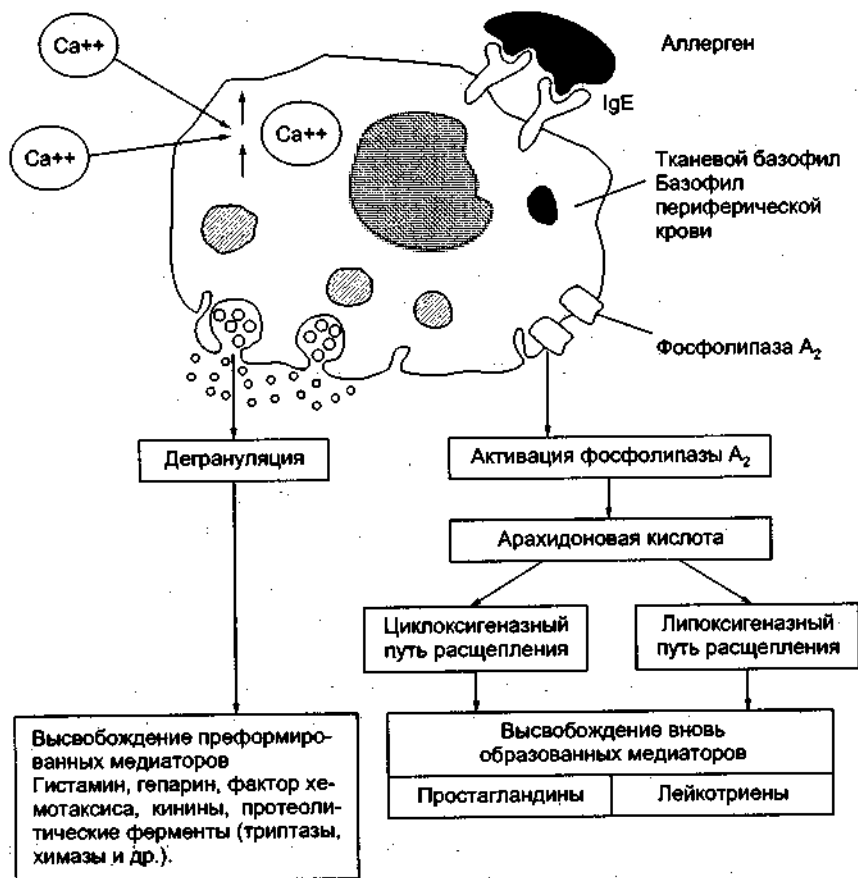 Ca++
Аллерген
IgE
Ca++
Ca++
Тканевой базофил
Базофил
периферической
крови
Фосфолипаза A₂
Дегрануляция
Активация фосфолипазы A₂
Арахидоновая кислота
Циклоксигеназный
путь расщепления
Липоксигеназный
путь расщепления
Высвобождение преформиро-
ванных медиаторов
Гистамин, гепарин, фактор хе-
мотаксиса, кинины, протеоли-
тические ферменты (триптазы,
химазы и др.).
Высвобождение вновь
образованных медиаторов
Простагландины
Лейкотриены